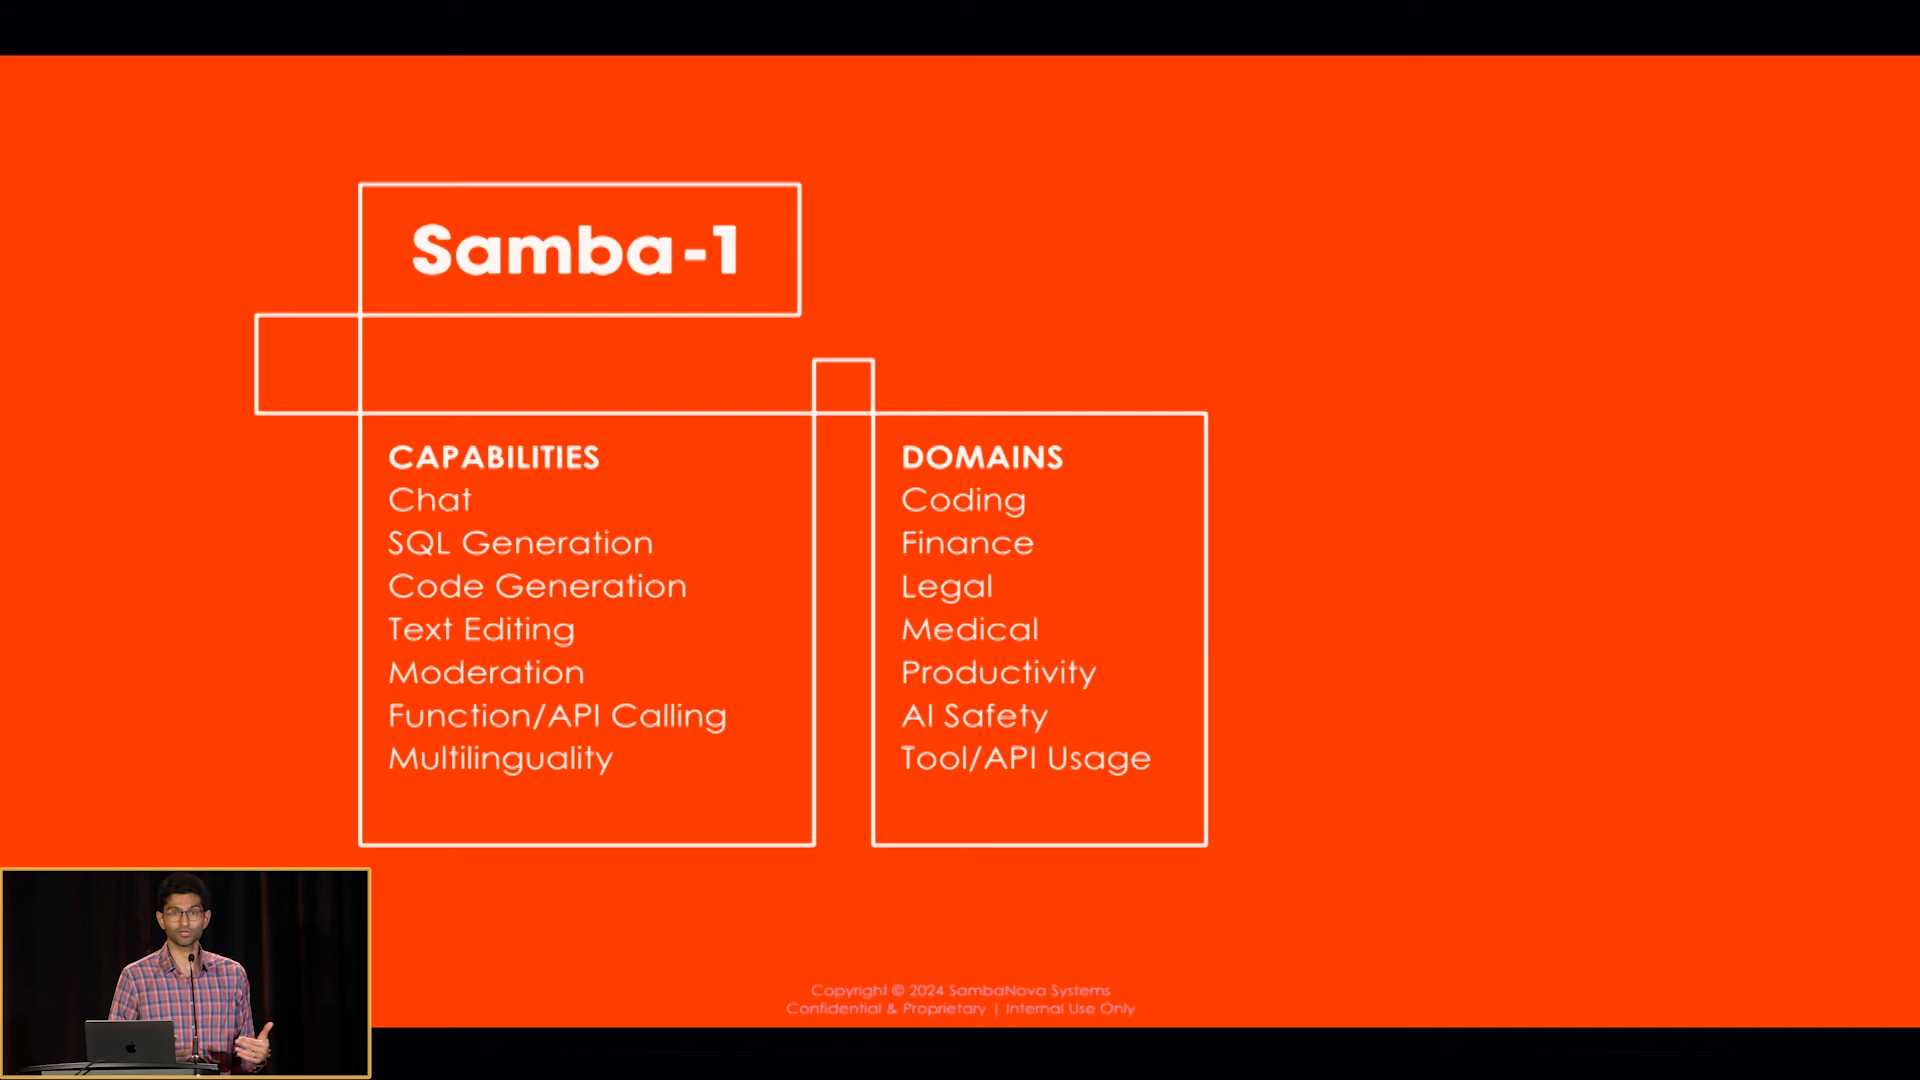 Samba-1
CAPABILITIES
Chat
SQL Generation
Code Generation
Text Editing
Moderation
Function/API Calling
Multilinguality
DOMAINS
Coding
Finance
Legal
Medical
Productivity
AI Safety
Tool/API Usage
Copyright © 2024 SambaNova Systems
Confidential & Proprietary | Internal Use Only